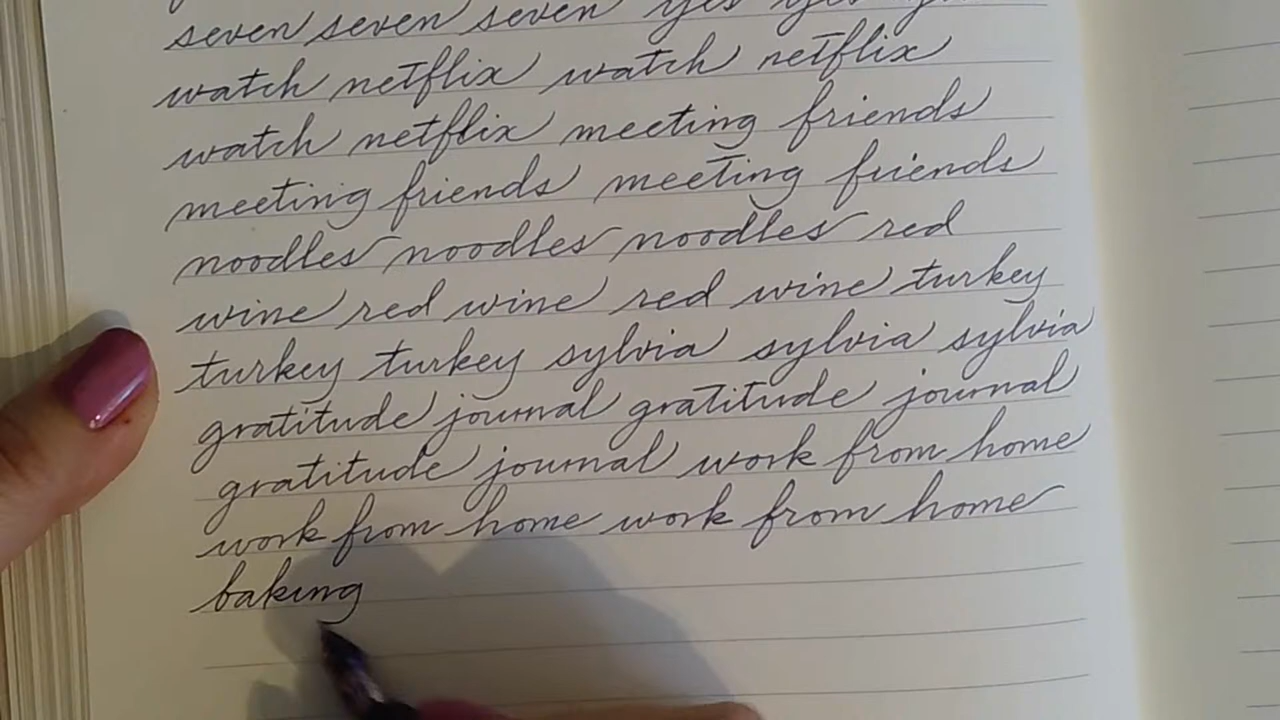 seven seven seven yes yes
watch netflix watch netflix
watch netflix meeting friends
meeting friends meeting friends
noodles noodles noodles red
wine red wine red wine turkey
turkey turkey sylvia sylvia sylvia
gratitude journal gratitude journal
gratitude journal work from home
work from home work from home
baking